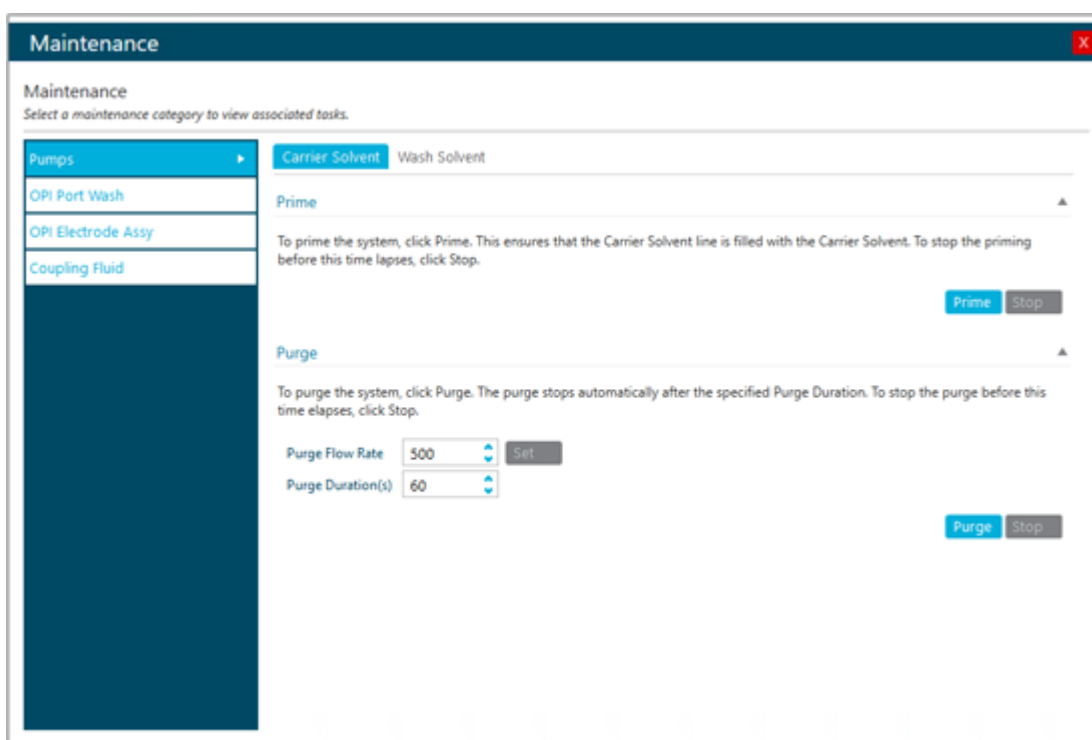 Maintenance
X
Maintenance
Select a maintenance category to view associated tasks.
Pumps
OPI Port Wash
OPI Electrode Assy
Coupling Fluid
Carrier Solvent Wash Solvent
Prime
To prime the system, click Prime. This ensures that the Carrier Solvent line is filled with the Carrier Solvent. To stop the priming
before this time lapses, click Stop.
Prime Stop
Purge
To purge the system, click Purge. The purge stops automatically after the specified Purge Duration. To stop the purge before this
time elapses, click Stop.
Purge Flow Rate 500 Set
Purge Duration(s) 60
Purge Stop